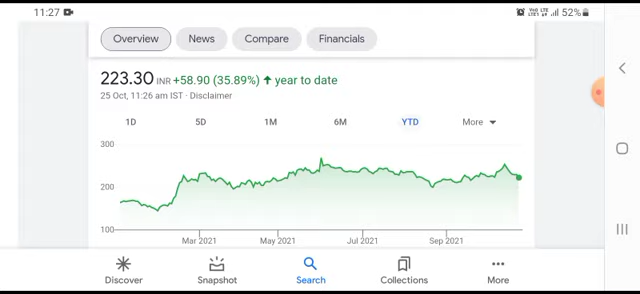 11:27
52%
Overview News Compare Financials
223.30 INR +58.90 (35.89%) ↑ year to date
25 Oct, 11:26 am IST · Disclaimer
1D 5D 1M 6M YTD More
300
200
100
Mar 2021 May 2021 Jul 2021 Sep 2021
Discover Snapshot Search Collections More